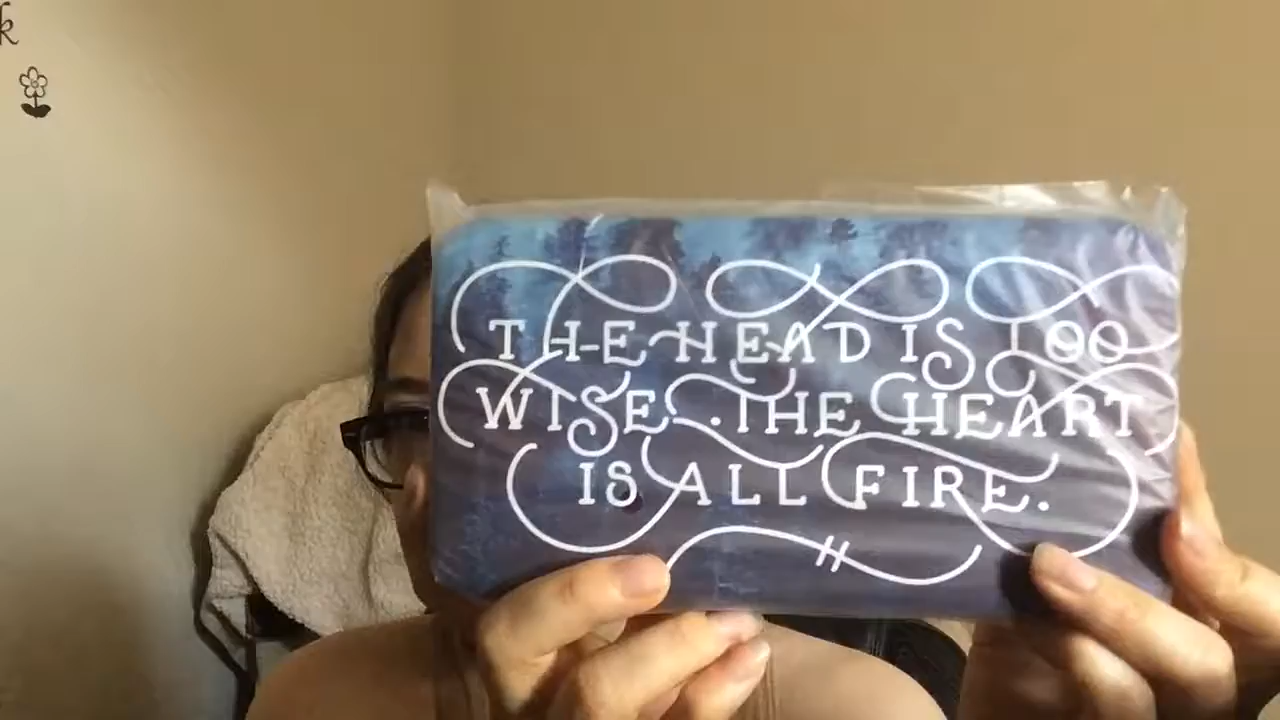 k
THE HEAD IS TOO
WISE. THE HEART
IS ALL FIRE.